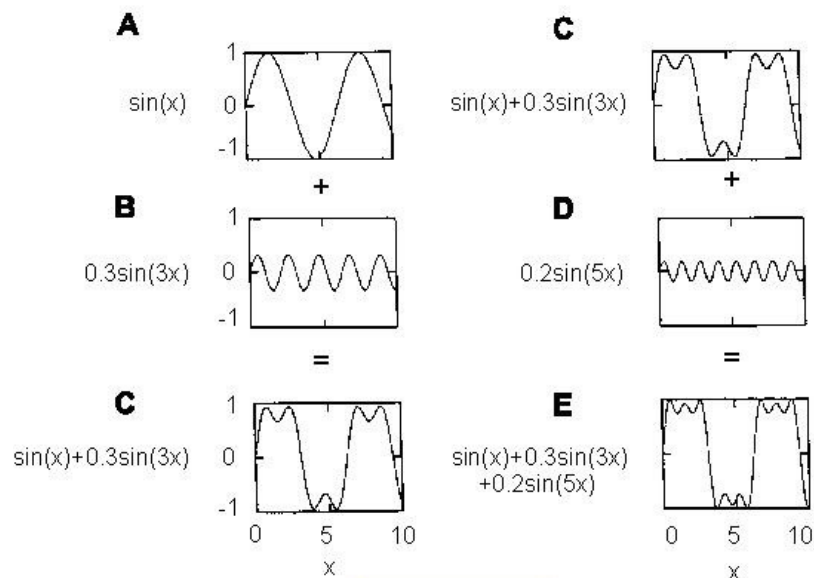 A
1
sin(x)
0
-1
+
B
1
0.3sin(3x)
0
-1
=
C
1
sin(x)+0.3sin(3x)
0
-1
0 5 10
x
C
sin(x)+0.3sin(3x)
+
D
0.2sin(5x)
=
E
sin(x)+0.3sin(3x)
+0.2sin(5x)
0 5 10
x